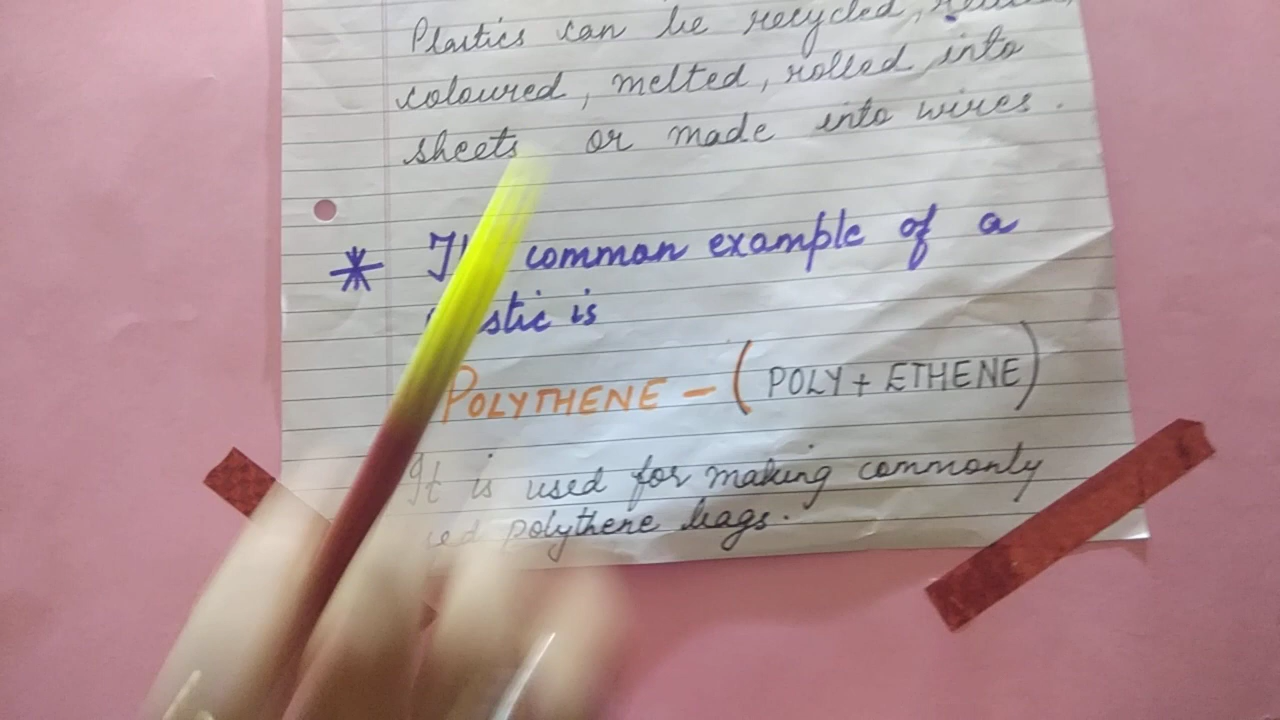 Plastics can be recycled,
coloured, melted, rolled into
sheets or made into wires.
* common example of a
is
POLYTHENE - (POLY + ETHENE)
It is used for making commonly
polythene bags.